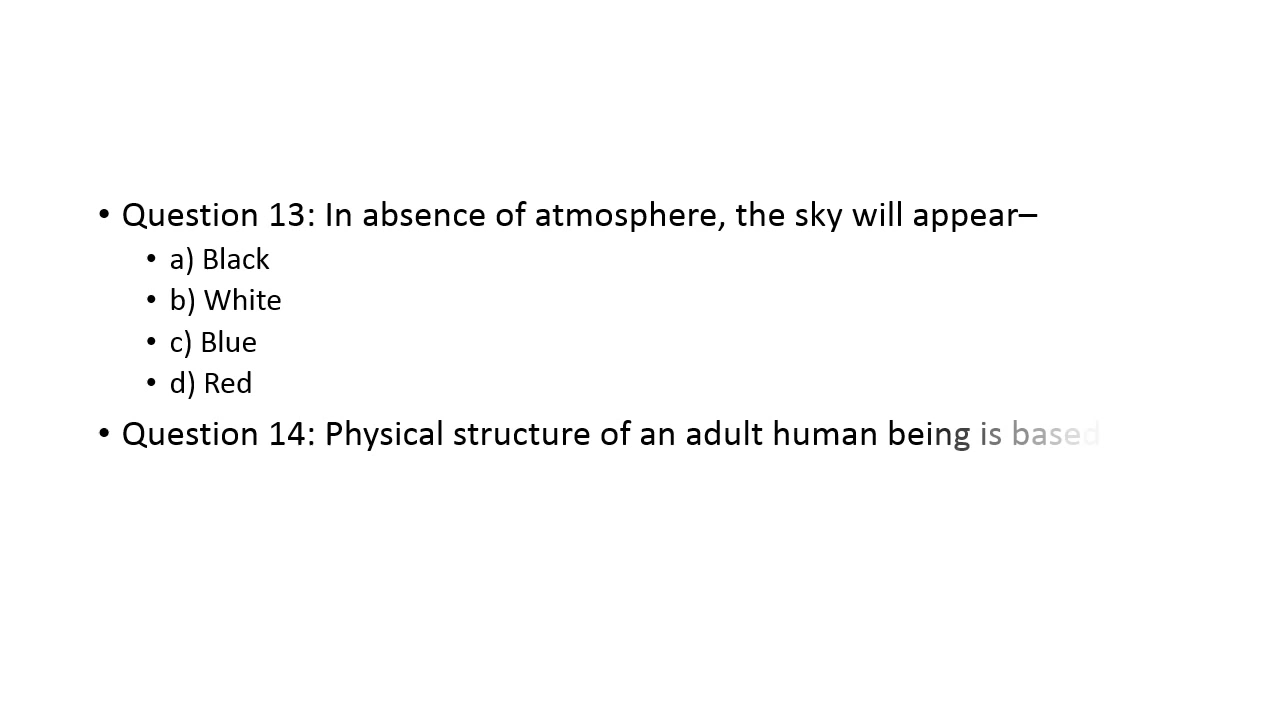 • Question 13: In absence of atmosphere, the sky will appear–
• a) Black
• b) White
• c) Blue
• d) Red
• Question 14: Physical structure of an adult human being is based